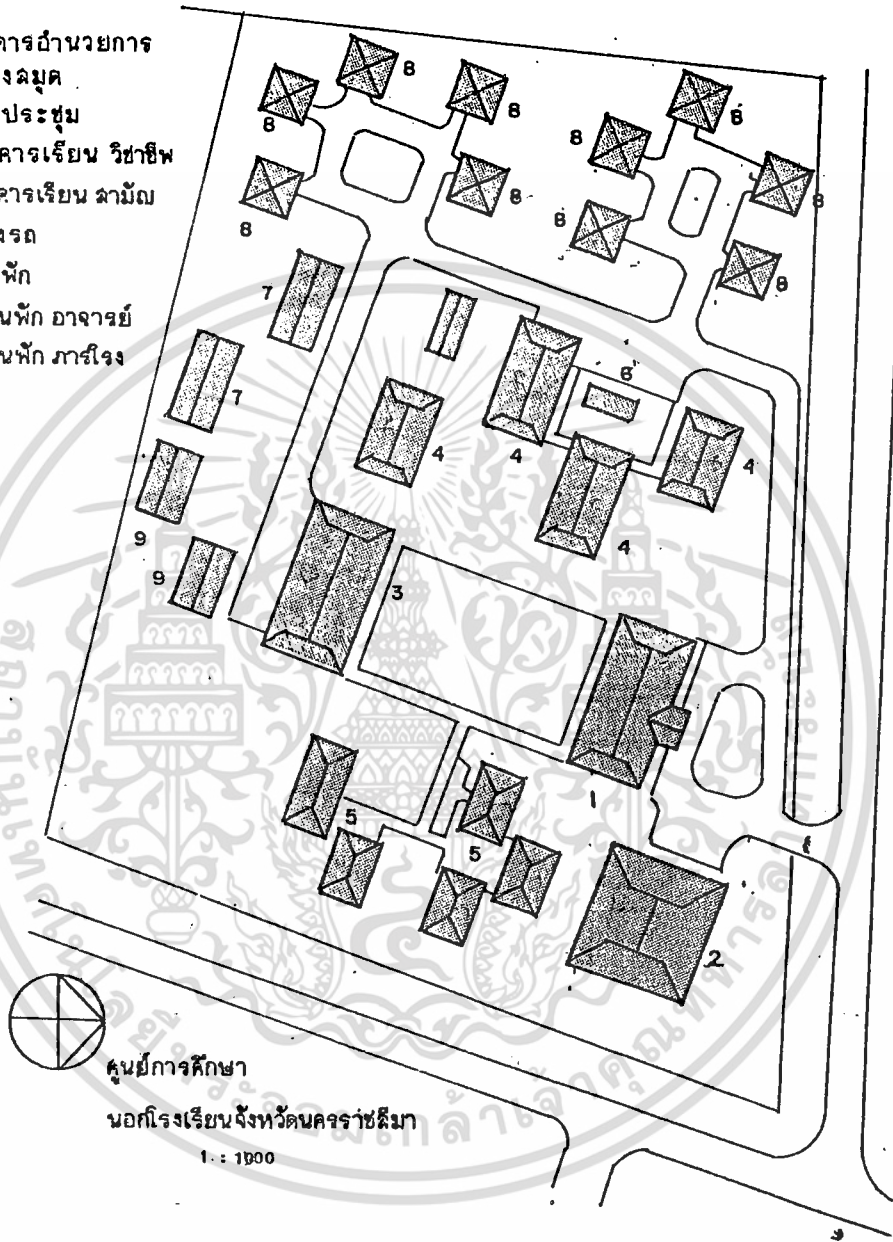 คารอำนวยการ
งสมุด
ประชุม
คารเรียน วิชาชีพ
คารเรียน สามัญ
งรถ
พัก
นพัก อาจารย์
นพัก ภารโรง
8
8
8
8
8
8
8
8
8
8
7
7
6
4
4
4
4
9
9
3
1
5
5
2
ศูนย์การศึกษา
นอกโรงเรียนจังหวัดนครราชสีมา
1 : 1000